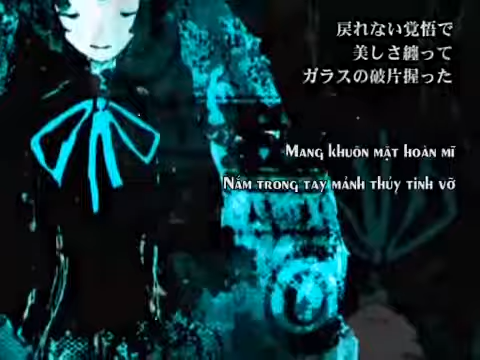 戻れない覚悟で
美しさ纏って
ガラスの破片握った
Mang khuôn mặt hoàn mĩ
Nắm trong tay mảnh thủy tinh vỡ